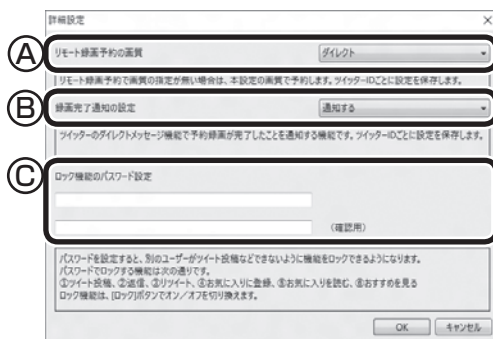 詳細設定
Ⓐ リモート録画予約の画質 ダイレクト
リモート録画予約で画質の指定が無い場合は、本設定の画質で予約します。ツイッターIDごとに設定を保存します。
Ⓑ 録画完了通知の設定 通知する
ツイッターのダイレクトメッセージ機能で予約録画が完了したことを通知する機能です。ツイッターIDごとに設定を保存します。
Ⓒ ロック機能のパスワード設定
(確認用)
パスワードを設定すると、別のユーザーがツイート投稿などできないように機能をロックできるようになります。
パスワードでロックする機能は次の通りです。
①ツイート投稿、②返信、③リツイート、④お気に入りに登録、⑤お気に入りを読む、⑥おすすめを見る
ロック機能は、[ロック]ボタンでオン／オフを切り換えます。
OK キャンセル